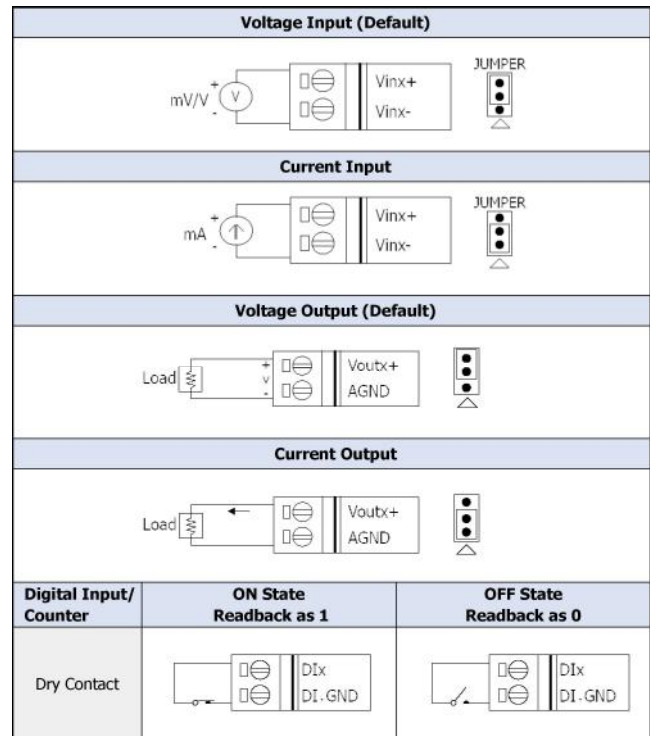 Voltage Input (Default)
JUMPER
+
mV/V
V
-
Vinx+
Vinx-
Current Input
JUMPER
+
mA
-
Vinx+
Vinx-
Voltage Output (Default)
Load
+
v
-
Voutx+
AGND
Current Output
Load
Voutx+
AGND
Digital Input/
Counter
ON State
Readback as 1
OFF State
Readback as 0
Dry Contact
DIx
DI.GND
DIx
DI.GND